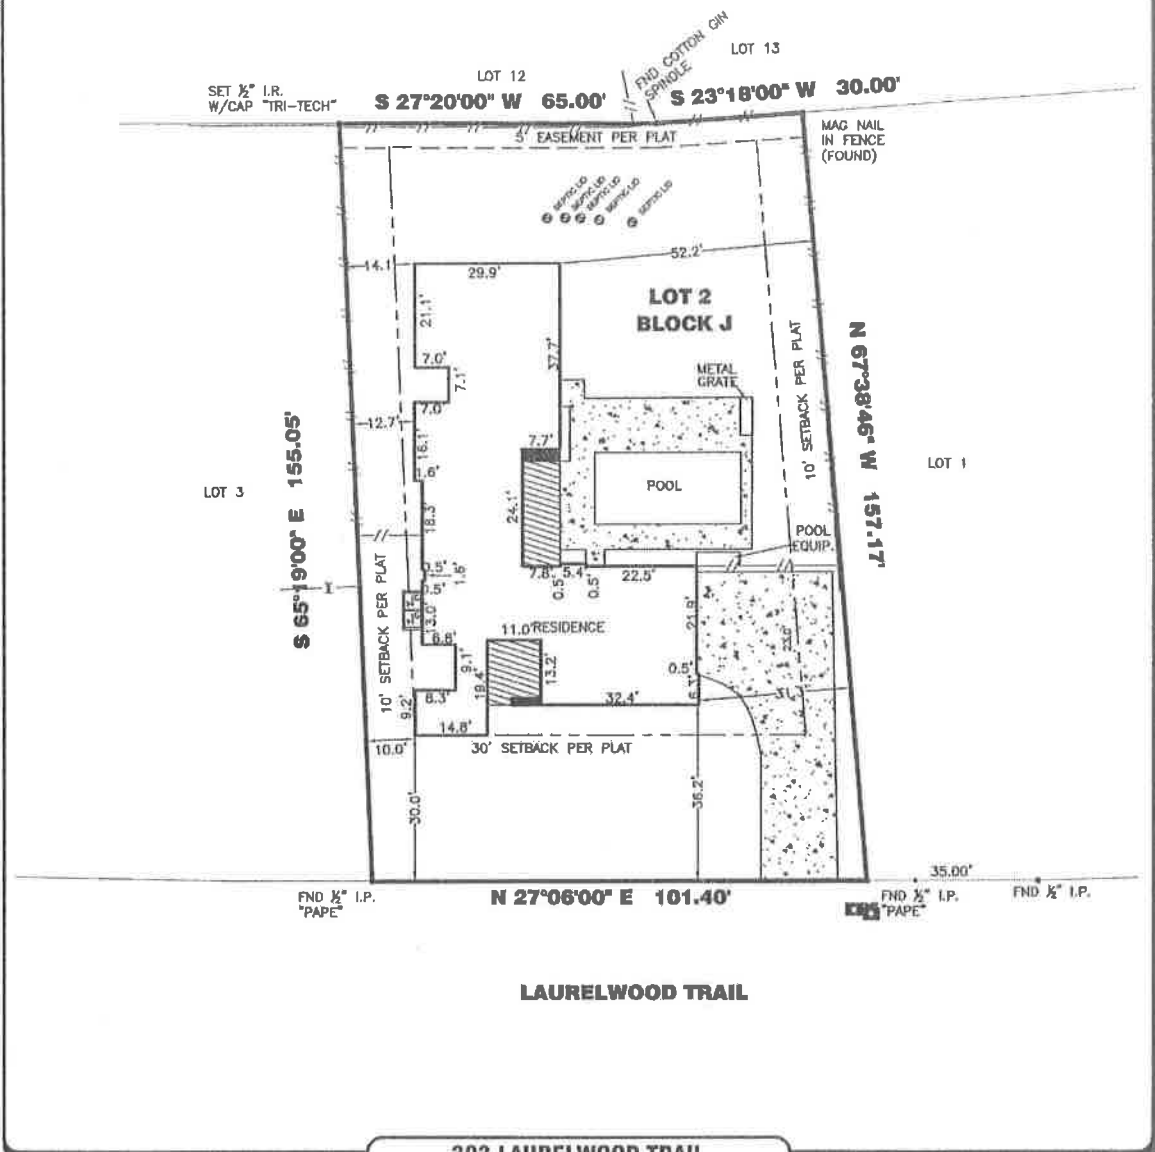 LOT 12
LOT 13
FND COTTON GIN
SPINDLE
SET ½" I.R.
W/CAP "TRI-TECH"
S 27°20'00" W 65.00'
S 23°18'00" W 30.00'
5' EASEMENT PER PLAT
MAG NAIL
IN FENCE
(FOUND)
SEPTIC LID
SEPTIC LID
SEPTIC LID
SEPTIC LID
SEPTIC LID
14.1'
29.9'
52.2'
LOT 2
BLOCK J
21.1'
37.7'
7.0'
7.1'
7.0'
METAL
GRATE
10' SETBACK PER PLAT
N 67°38'46" W 157.17'
S 65°19'00" E 155.05'
12.7'
16.1'
1.6'
7.7'
LOT 3
LOT 1
POOL
18.3'
24.1'
POOL
EQUIP.
0.5'
1.6'
7.8'
5.4'
0.5'
0.5'
22.5'
0.5'
13.0'
10' SETBACK PER PLAT
11.0'
RESIDENCE
21.9'
23.0'
6.8'
9.1'
19.4'
13.2'
0.5'
6.3'
9.2'
8.3'
32.4'
14.8'
10.0'
30' SETBACK PER PLAT
30.0'
36.2'
35.00'
FND ½" I.P.
"PAPE"
N 27°06'00" E 101.40'
FND ½" I.P.
"PAPE"
FND ½" I.P.
LAURELWOOD TRAIL
LAURELWOOD TRAIL